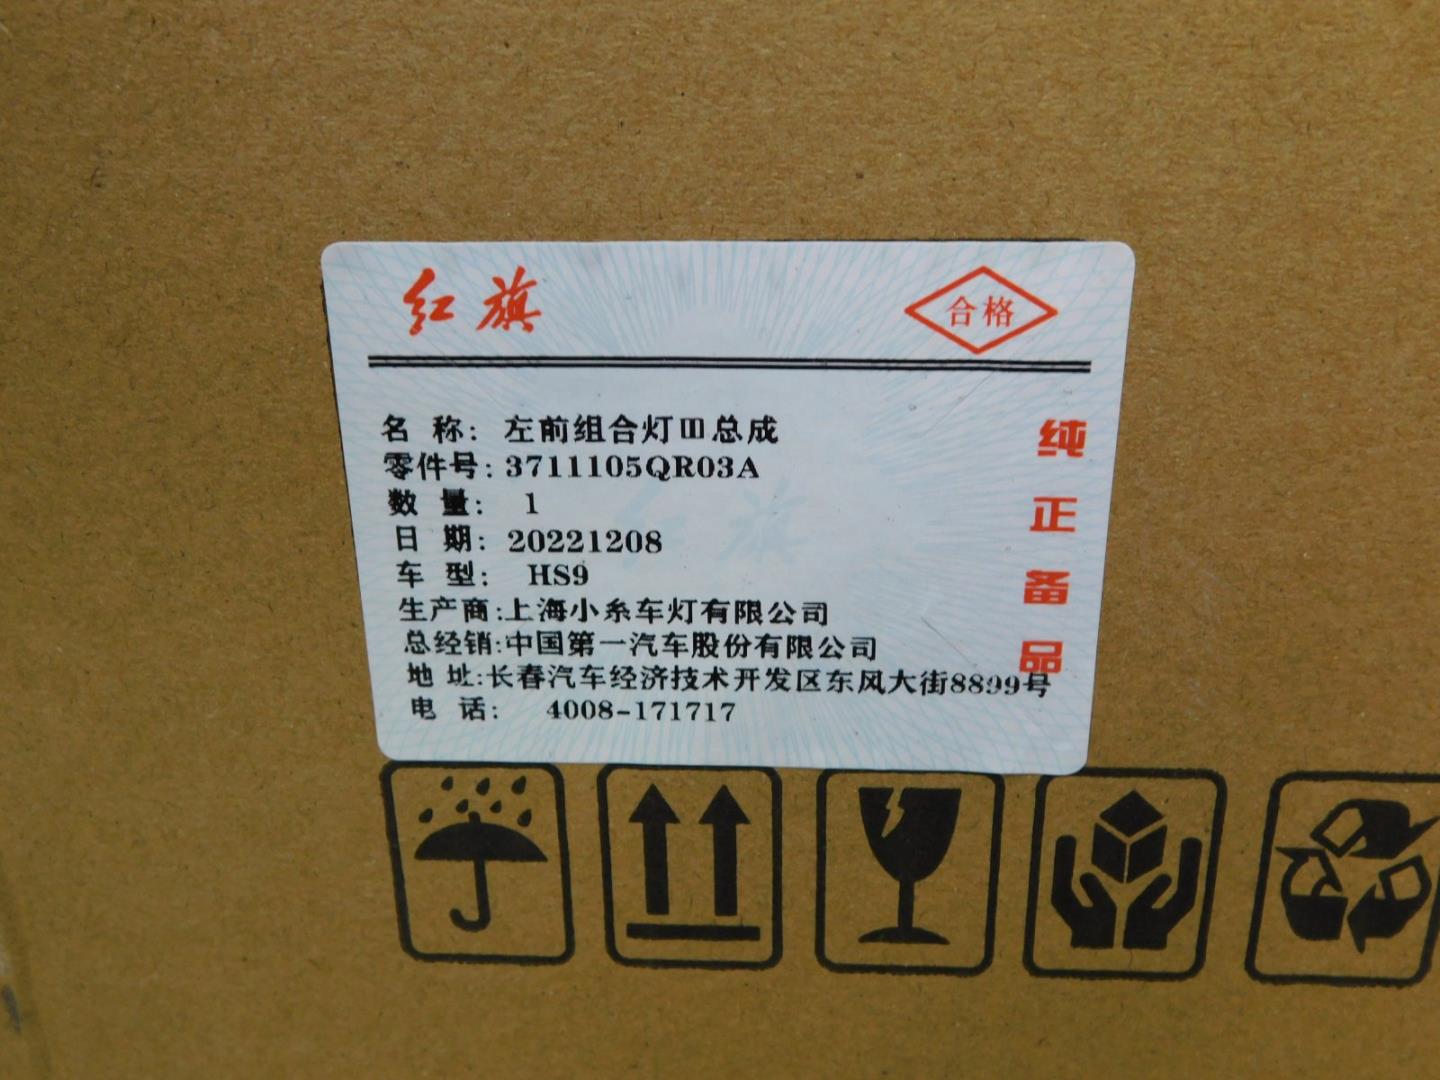 红旗
合格
名 称: 左前组合灯Ⅲ总成
零件号: 3711105QR03A
数 量: 1
日 期: 20221208
车 型: HS9
生产商:上海小糸车灯有限公司
总经销:中国第一汽车股份有限公司
地 址:长春汽车经济技术开发区东风大街8899号
电 话: 4008-171717
纯正备品
红旗